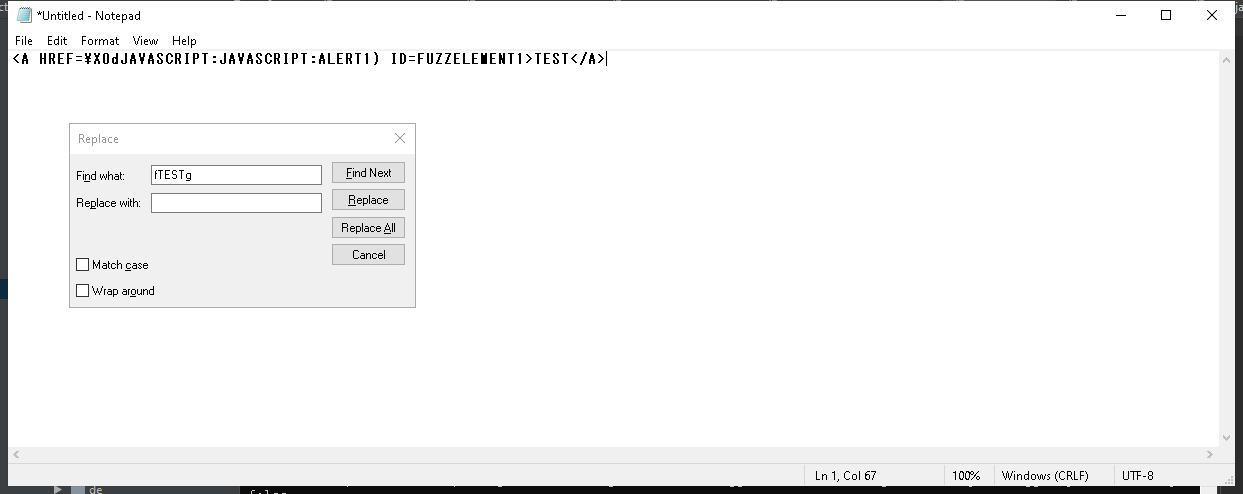 *Untitled - Notepad
File Edit Format View Help
<A HREF=¥X0dJAVASCRIPT:JAVASCRIPT:ALERT1) ID=FUZZELEMENT1>TEST</A>
Replace
Find what: fTESTg
Find Next
Replace with:
Replace
Replace All
Cancel
Match case
Wrap around
Ln 1, Col 67 100% Windows (CRLF) UTF-8
de